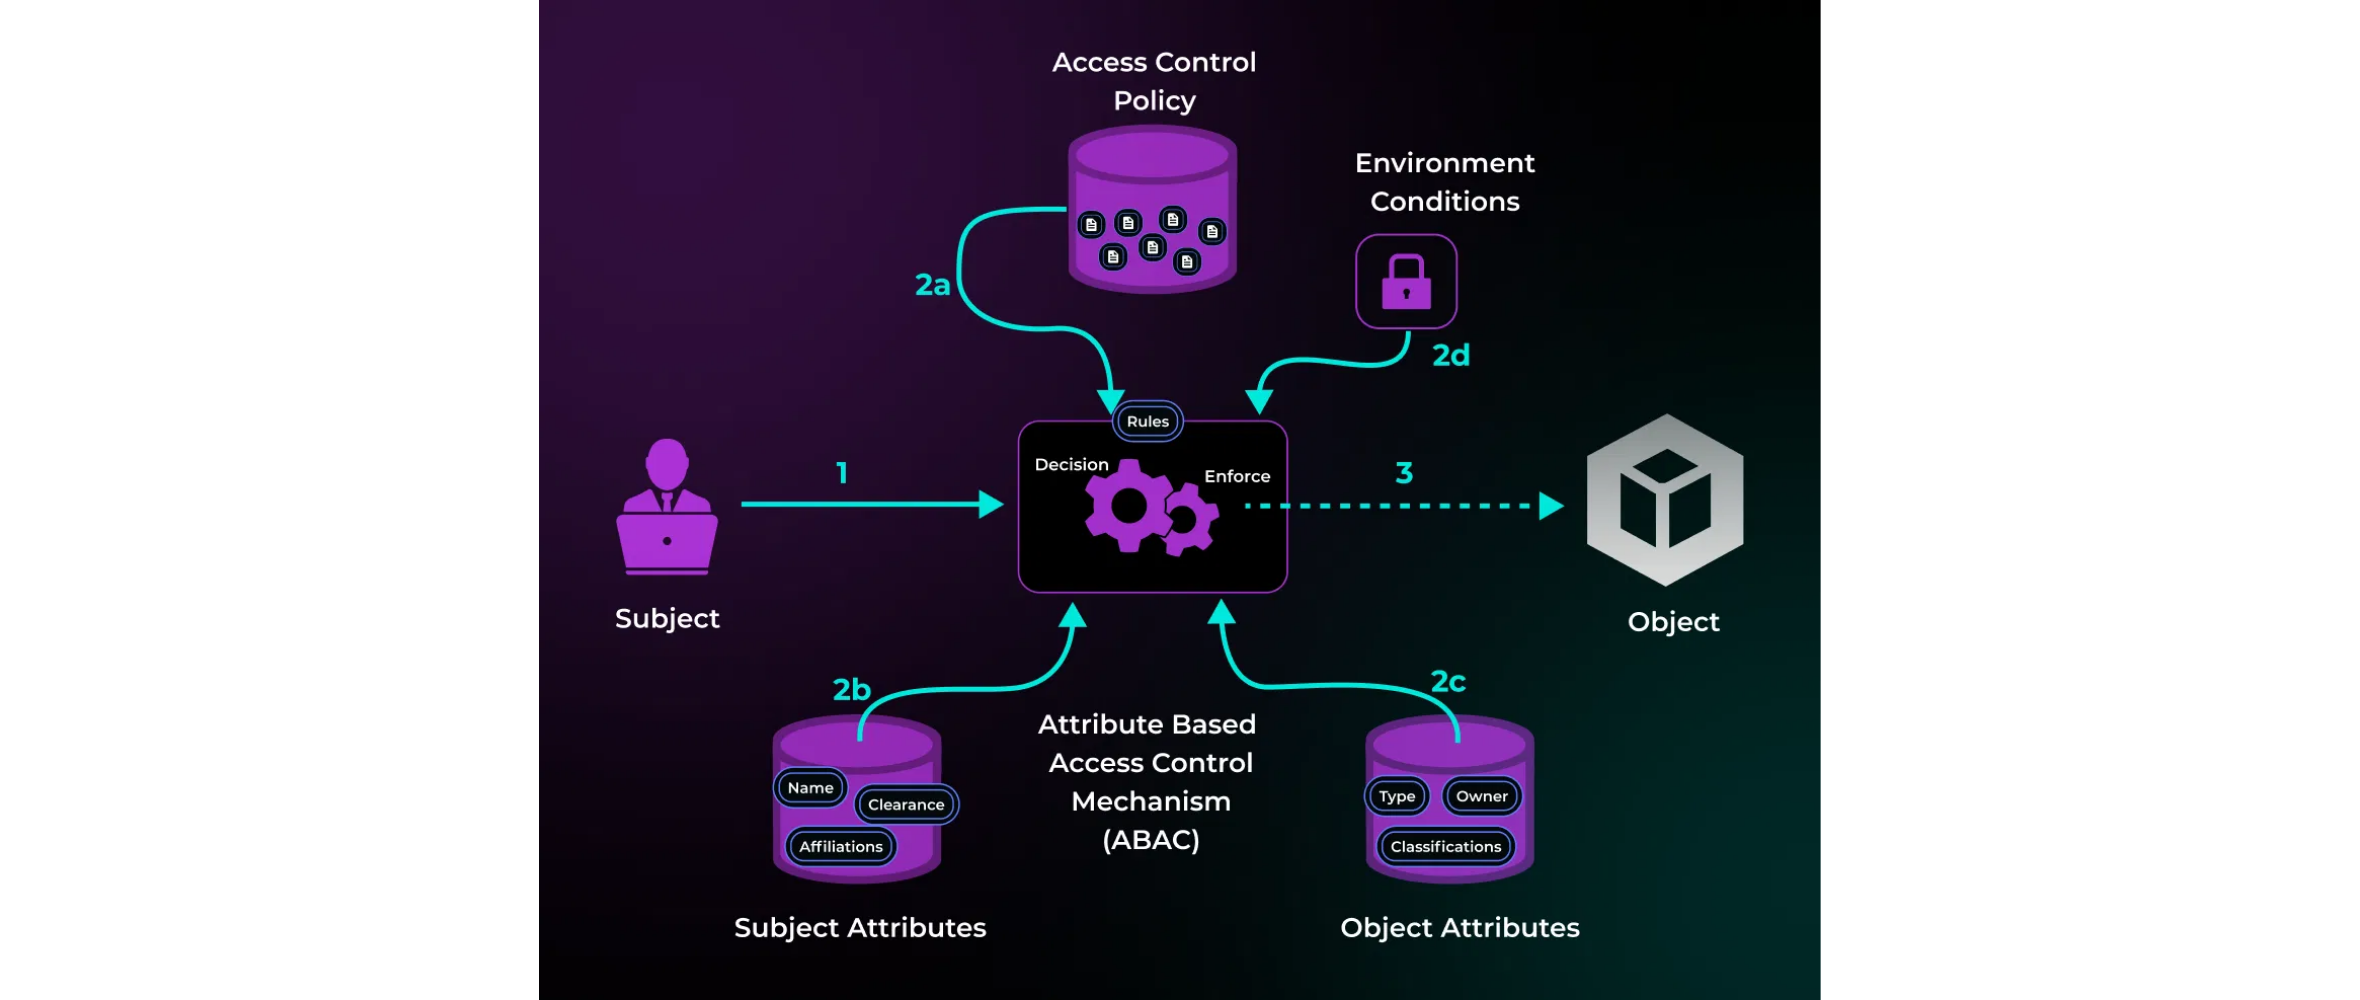 Access Control
Policy
Environment
Conditions
2a
2d
Rules
Decision
Enforce
1
3
Subject
Object
2b
2c
Attribute Based
Access Control
Mechanism
(ABAC)
Name
Clearance
Affiliations
Type
Owner
Classifications
Subject Attributes
Object Attributes